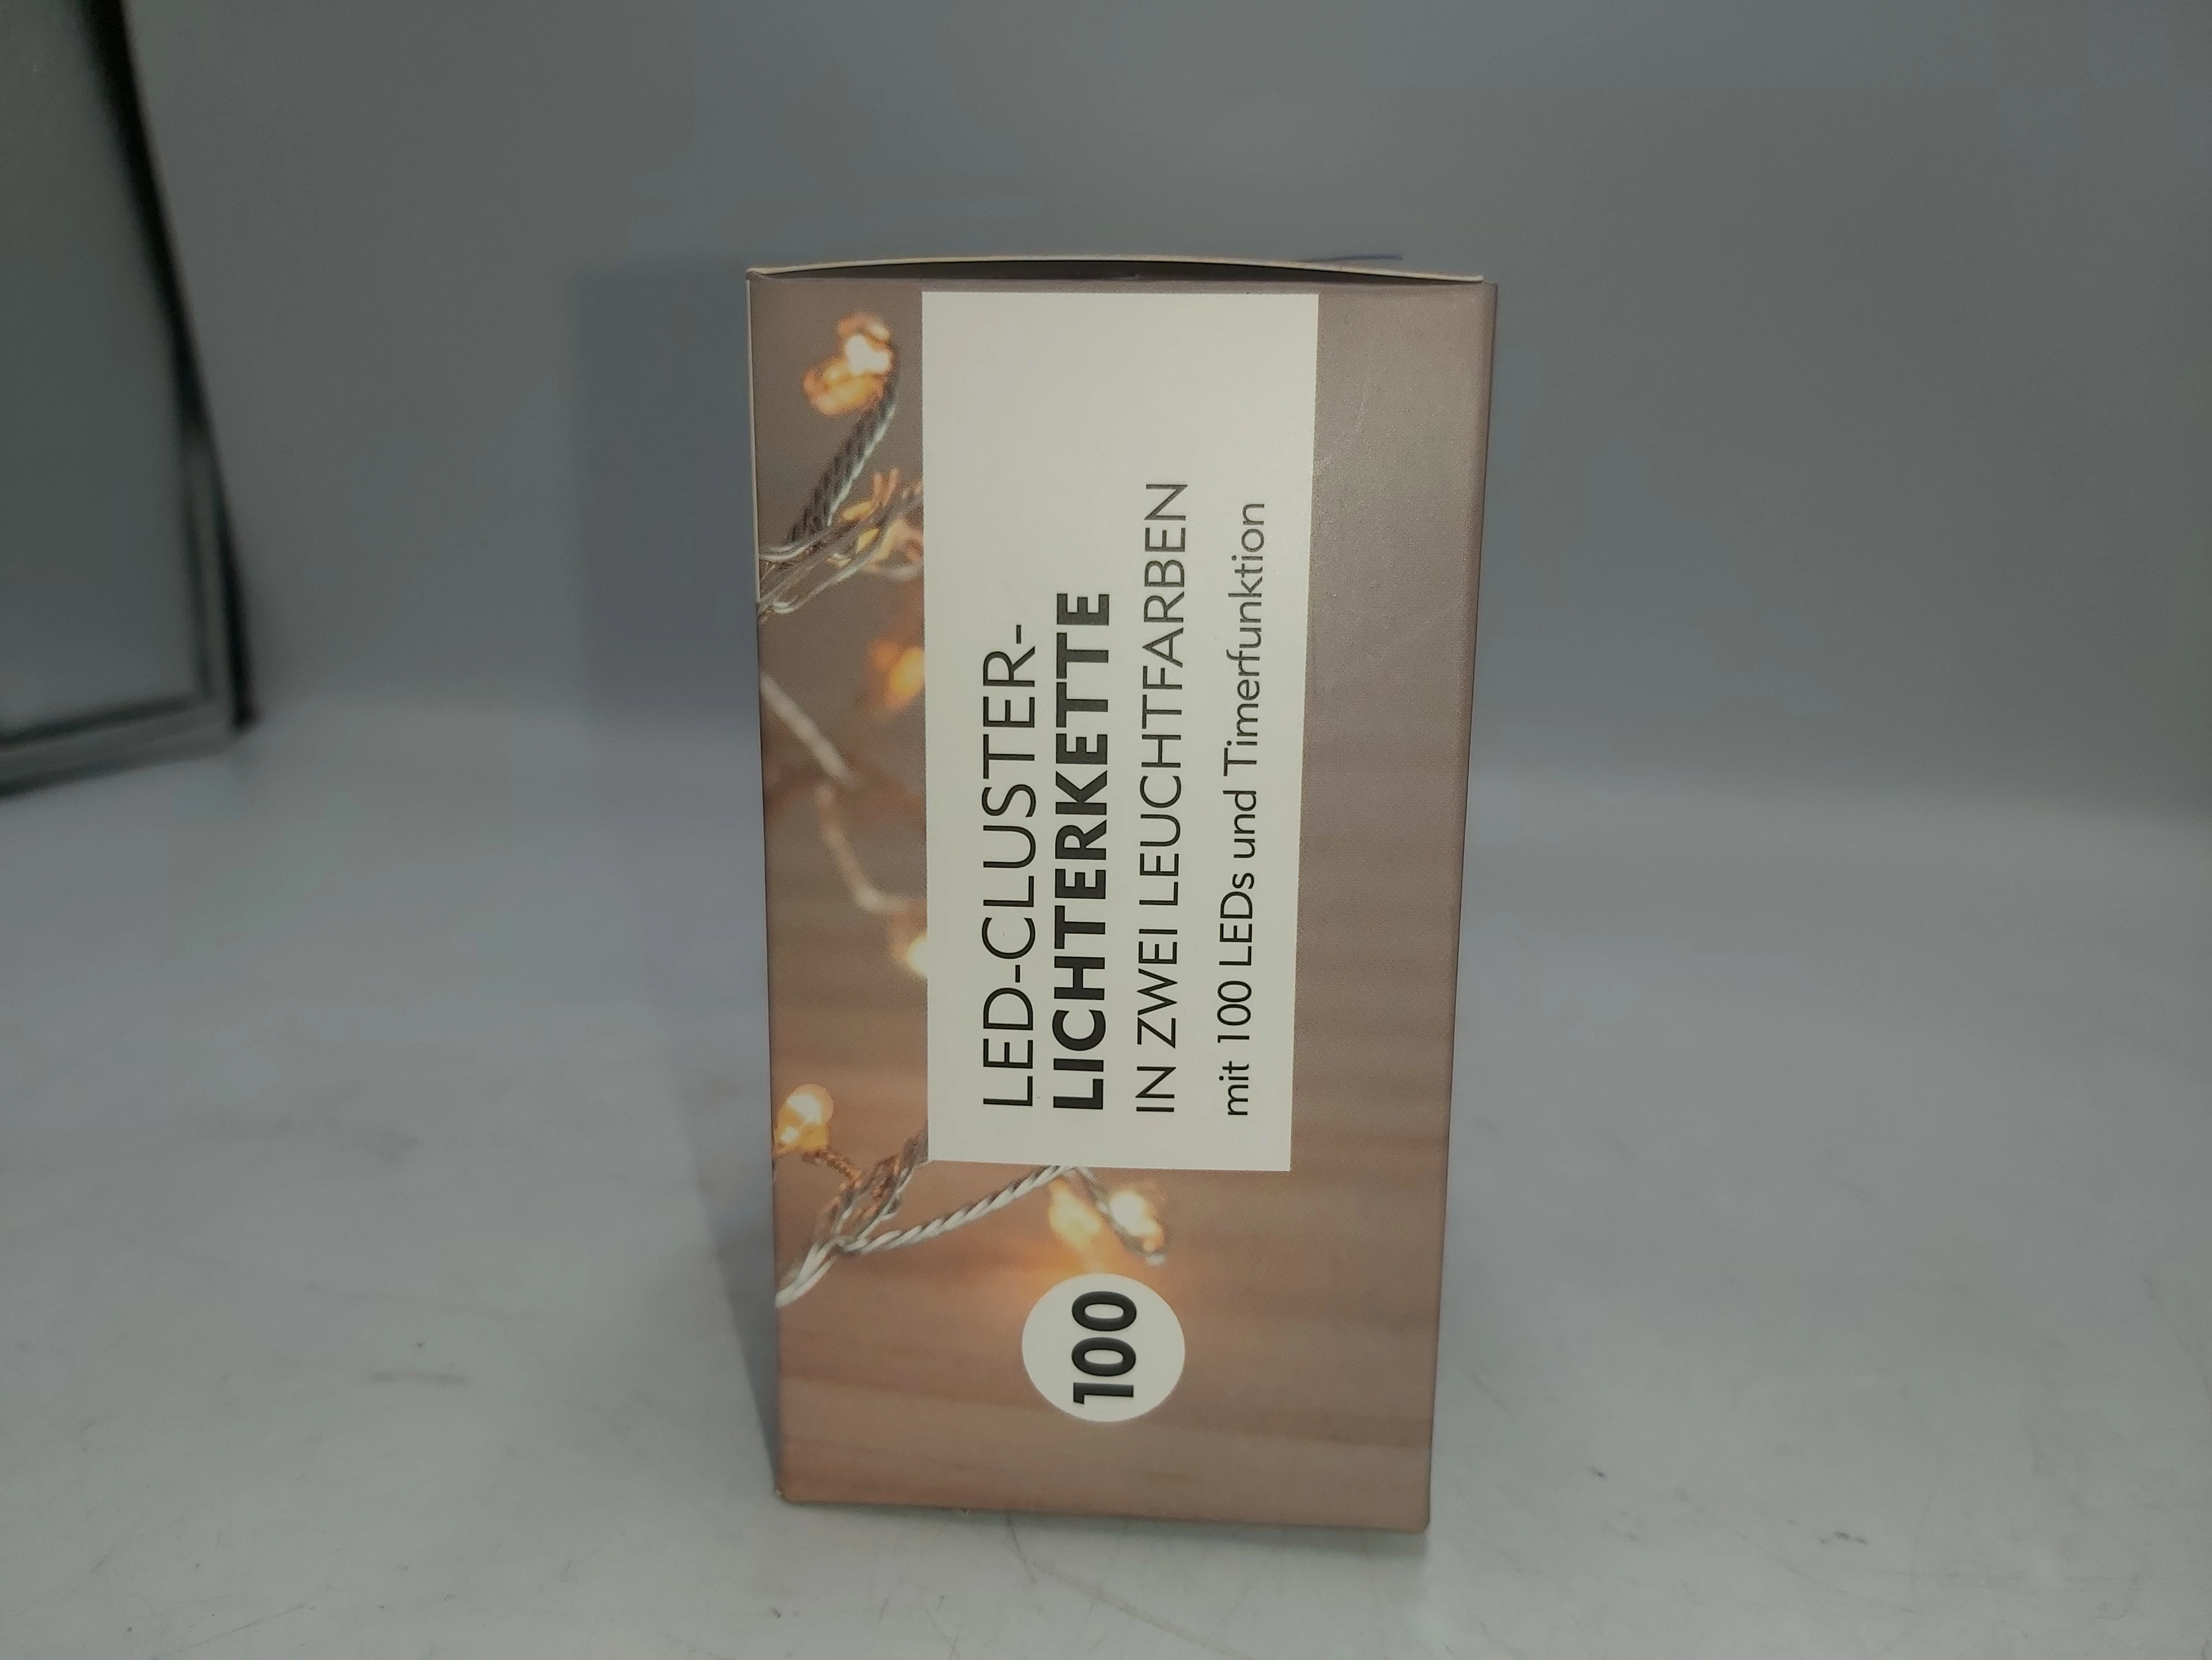 LED-CLUSTER-
LICHTERKETTE
IN ZWEI LEUCHTFARBEN
mit 100 LEDs und Timerfunktion
100